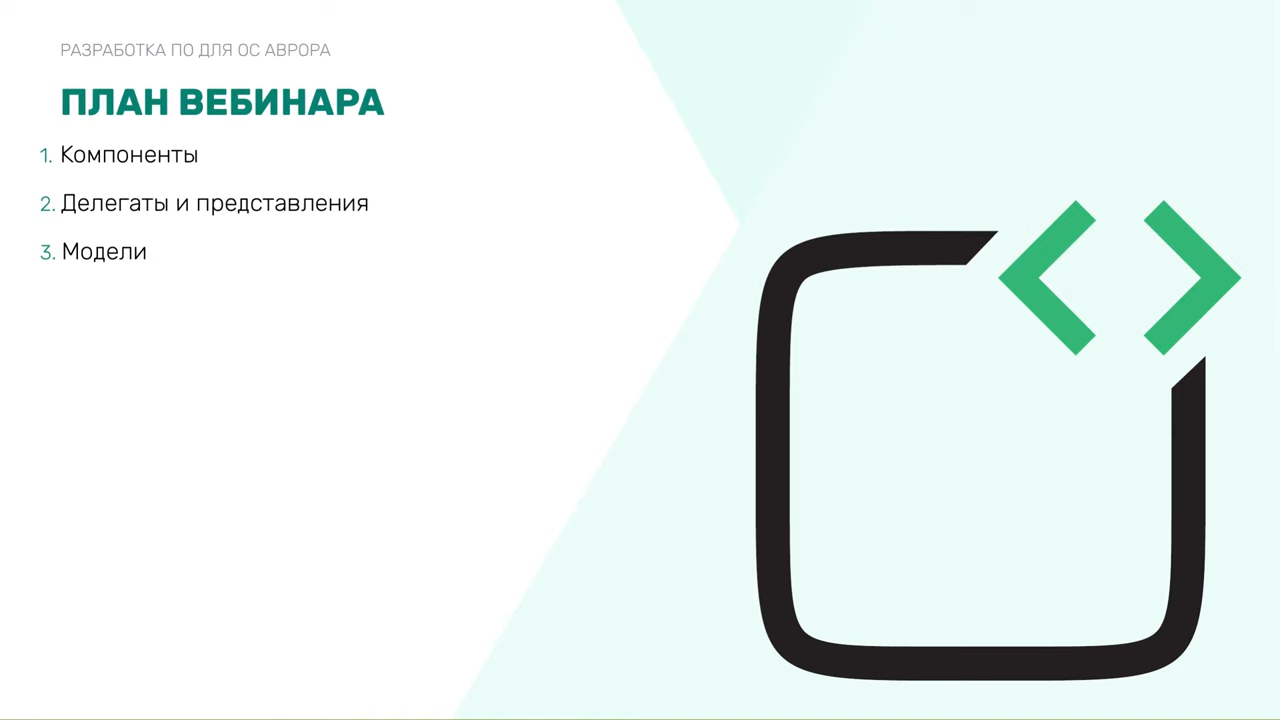 РАЗРАБОТКА ПО ДЛЯ ОС АВРОРА
ПЛАН ВЕБИНАРА
1. Компоненты
2. Делегаты и представления
3. Модели